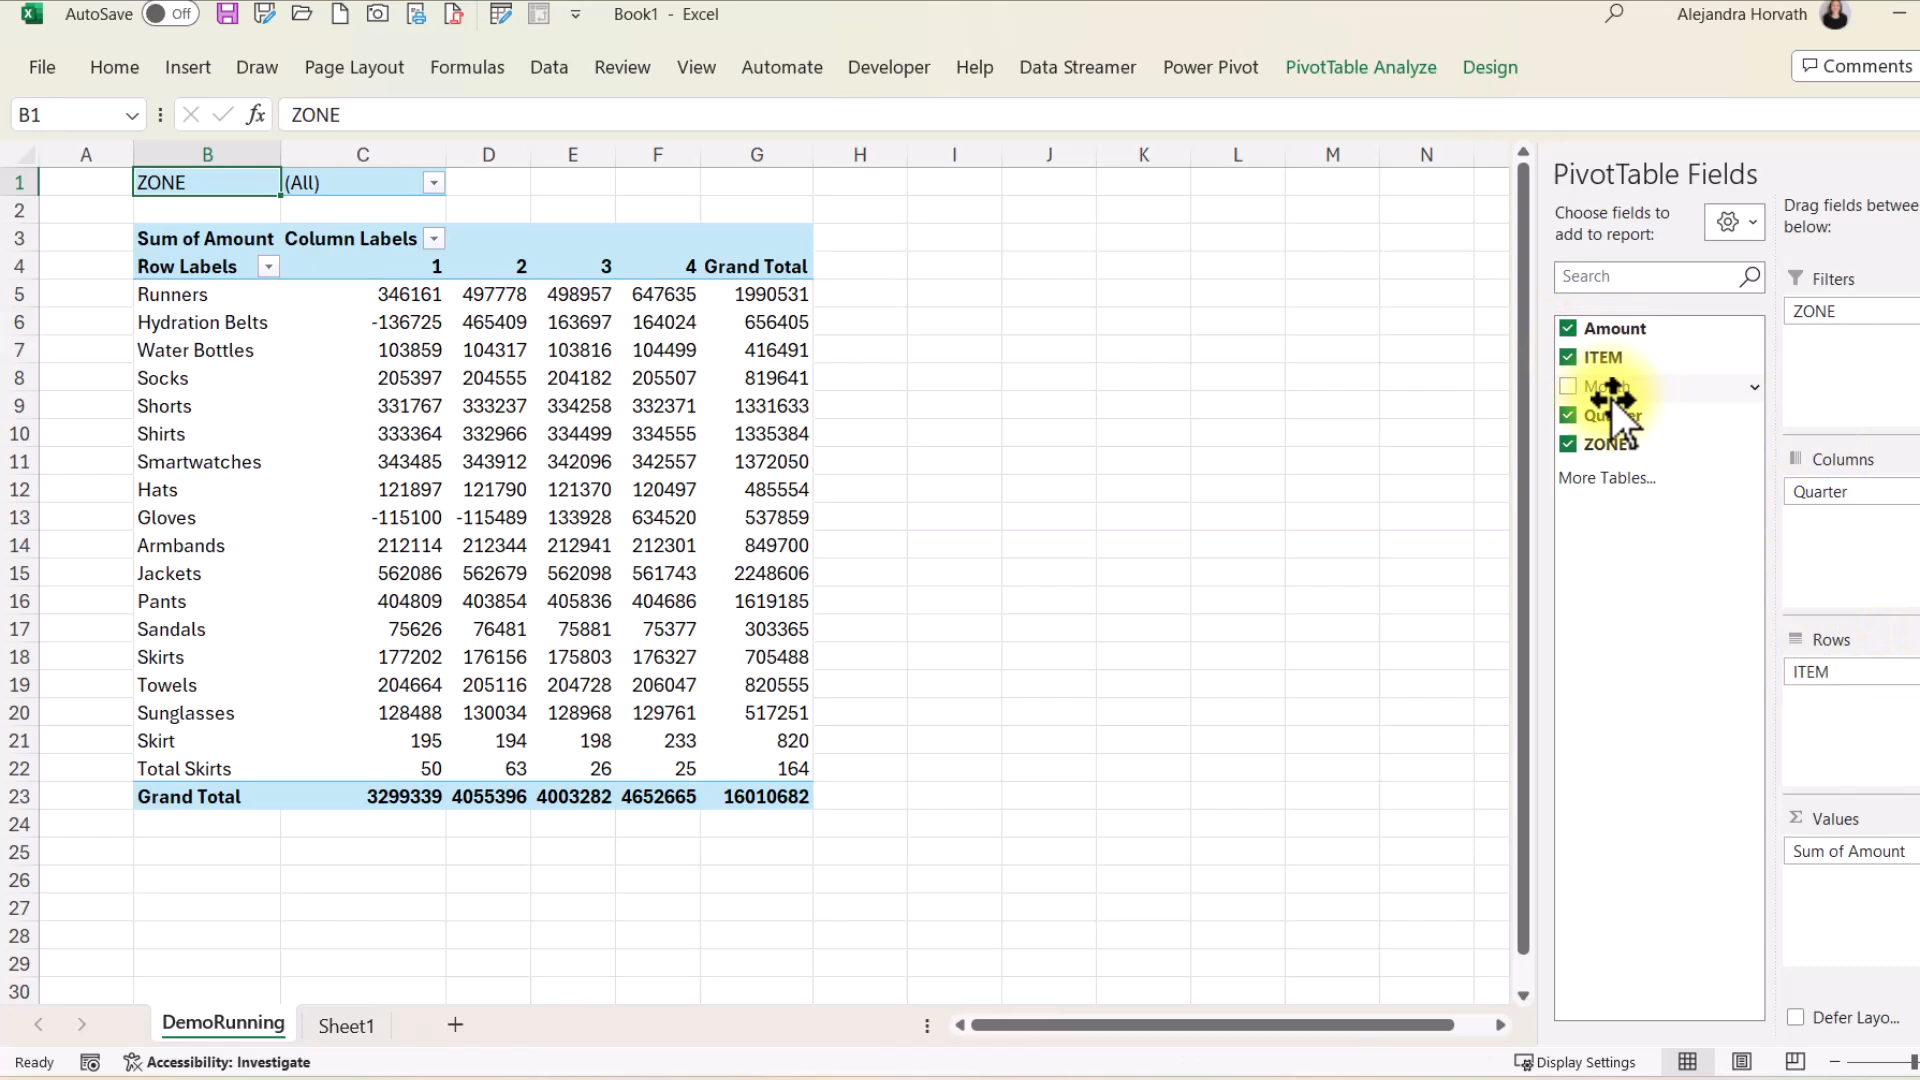 AutoSave Off Book1 - Excel Alejandra Horvath
File Home Insert Draw Page Layout Formulas Data Review View Automate Developer Help Data Streamer Power Pivot PivotTable Analyze Design Comments
B1 fx ZONE
A B C D E F G H I J K L M N
1 ZONE (All)
2
3 Sum of Amount Column Labels
4 Row Labels 1 2 3 4 Grand Total
5 Runners 346161 497778 498957 647635 1990531
6 Hydration Belts -136725 465409 163697 164024 656405
7 Water Bottles 103859 104317 103816 104499 416491
8 Socks 205397 204555 204182 205507 819641
9 Shorts 331767 333237 334258 332371 1331633
10 Shirts 333364 332966 334499 334555 1335384
11 Smartwatches 343485 343912 342096 342557 1372050
12 Hats 121897 121790 121370 120497 485554
13 Gloves -115100 -115489 133928 634520 537859
14 Armbands 212114 212344 212941 212301 849700
15 Jackets 562086 562679 562098 561743 2248606
16 Pants 404809 403854 405836 404686 1619185
17 Sandals 75626 76481 75881 75377 303365
18 Skirts 177202 176156 175803 176327 705488
19 Towels 204664 205116 204728 206047 820555
20 Sunglasses 128488 130034 128968 129761 517251
21 Skirt 195 194 198 233 820
22 Total Skirts 50 63 26 25 164
23 Grand Total 3299339 4055396 4003282 4652665 16010682
24
25
26
27
28
29
30
PivotTable Fields
Choose fields to
add to report:
Search
Amount
ITEM
Month
Quarter
ZONE
More Tables...
Drag fields betwee
below:
Filters
ZONE
Columns
Quarter
Rows
ITEM
Σ Values
Sum of Amount
Defer Layo...
DemoRunning Sheet1
Ready Accessibility: Investigate Display Settings